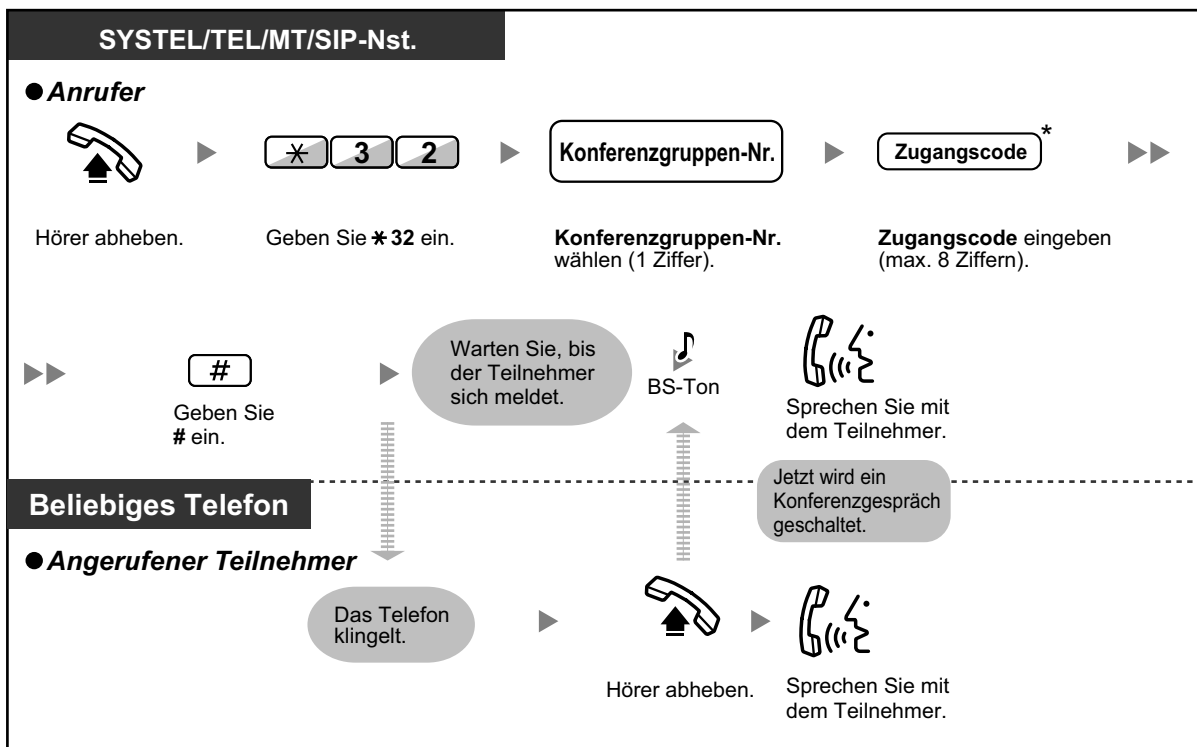 SYSTEL/TEL/MT/SIP-Nst.
● Anrufer
✳ 3 2
Konferenzgruppen-Nr.
Zugangscode *
Hörer abheben.
Geben Sie ✳ 32 ein.
Konferenzgruppen-Nr.
wählen (1 Ziffer).
Zugangscode eingeben
(max. 8 Ziffern).
#
Geben Sie
# ein.
Warten Sie, bis
der Teilnehmer
sich meldet.
BS-Ton
Sprechen Sie mit
dem Teilnehmer.
Jetzt wird ein
Konferenzgespräch
geschaltet.
Beliebiges Telefon
● Angerufener Teilnehmer
Das Telefon
klingelt.
Hörer abheben.
Sprechen Sie mit
dem Teilnehmer.